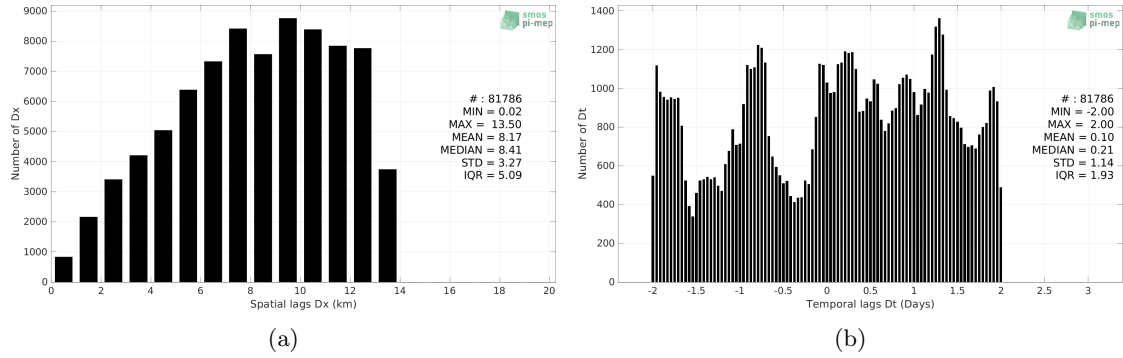 9000
8000
7000
6000
5000
4000
3000
2000
1000
0
Number of Dx
0
2
4
6
8
10
12
14
16
18
20
Spatial lags Dx (km)
smos
pi-mep
# : 81786
MIN = 0.02
MAX = 13.50
MEAN = 8.17
MEDIAN = 8.41
STD = 3.27
IQR = 5.09
(a)
1400
1200
1000
800
600
400
200
0
Number of Dt
-2
-1.5
-1
-0.5
0
0.5
1
1.5
2
2.5
3
Temporal lags Dt (Days)
smos
pi-mep
# : 81786
MIN = -2.00
MAX = 2.00
MEAN = 0.10
MEDIAN = 0.21
STD = 1.14
IQR = 1.93
(b)